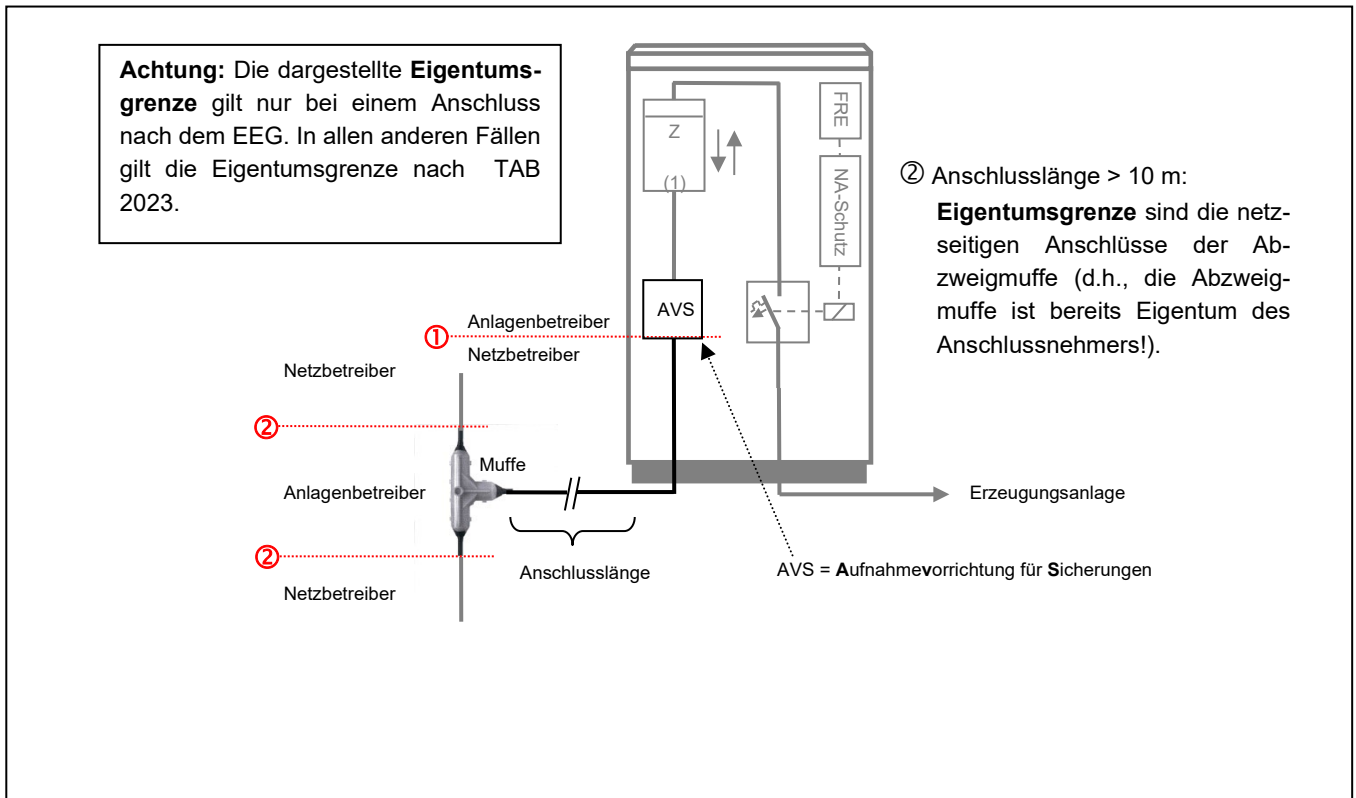 Achtung: Die dargestellte Eigentums-
grenze gilt nur bei einem Anschluss
nach dem EEG. In allen anderen Fällen
gilt die Eigentumsgrenze nach TAB
2023.
Z
(1)
FRE
NA-Schutz
AVS
② Anschlusslänge > 10 m:
Eigentumsgrenze sind die netz-
seitigen Anschlüsse der Ab-
zweigmuffe (d.h., die Abzweig-
muffe ist bereits Eigentum des
Anschlussnehmers!).
Anlagenbetreiber
①
Netzbetreiber
Netzbetreiber
②
Muffe
Anlagenbetreiber
Erzeugungsanlage
②
Anschlusslänge
AVS = Aufnahmevorrichtung für Sicherungen
Netzbetreiber